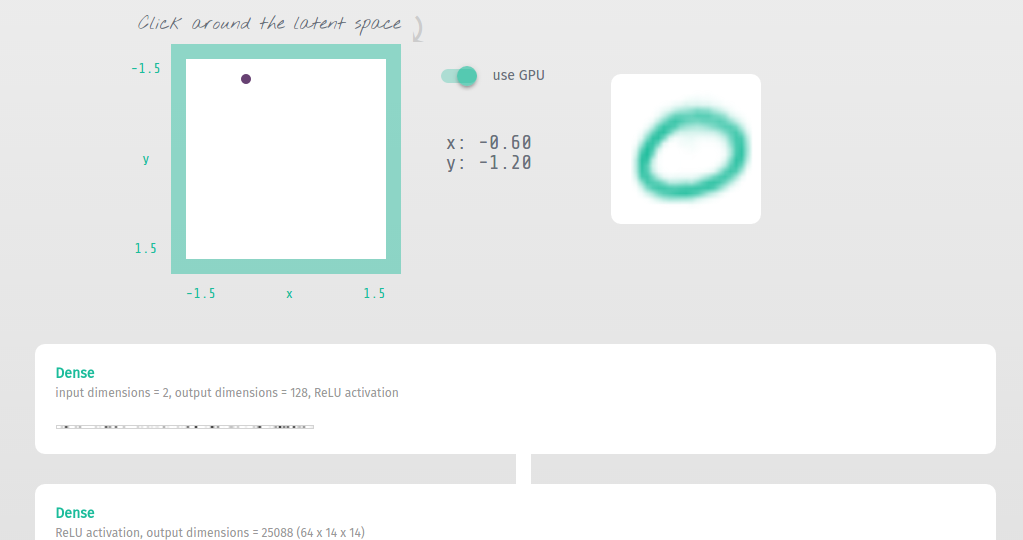 Click around the latent space
-1.5
y
1.5
-1.5 x 1.5
use GPU
x: -0.60
y: -1.20
Dense
input dimensions = 2, output dimensions = 128, ReLU activation
Dense
ReLU activation, output dimensions = 25088 (64 x 14 x 14)